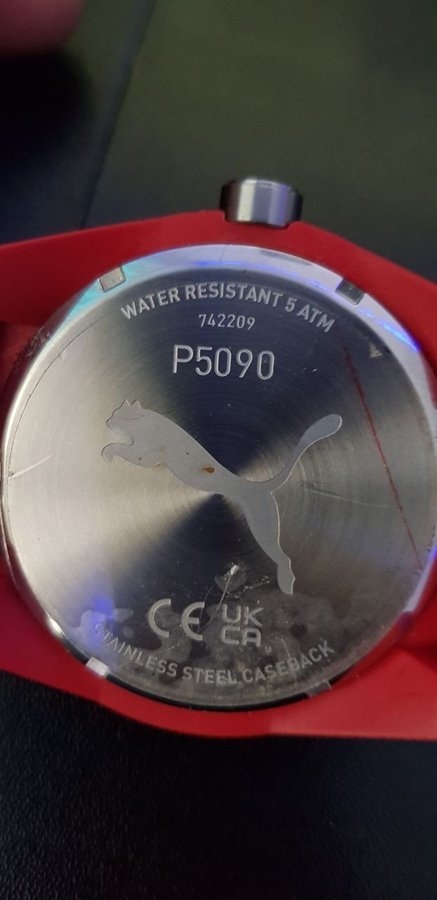 WATER RESISTANT 5 ATM
742209
P5090
CE UK
CA
STAINLESS STEEL CASEBACK